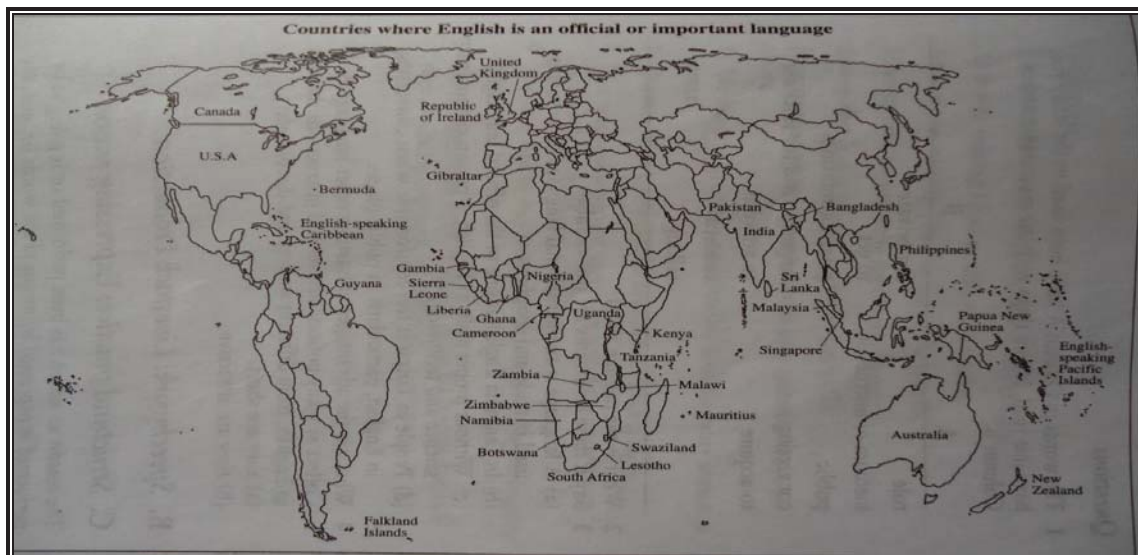 Countries where English is an official or important language
United
Kingdom
Republic
of Ireland
Canada
U.S.A
Gibraltar
Bermuda
English-speaking
Caribbean
Pakistan
Bangladesh
India
Philippines
Gambia
Sierra
Leone
Liberia
Nigeria
Ghana
Cameroon
Guyana
Uganda
Kenya
Tanzania
Sri
Lanka
Malaysia
Singapore
Papua New
Guinea
English-
speaking
Pacific
Islands
Zambia
Malawi
Zimbabwe
Namibia
Mauritius
Botswana
Swaziland
Lesotho
South Africa
Australia
New
Zealand
Falkland
Islands